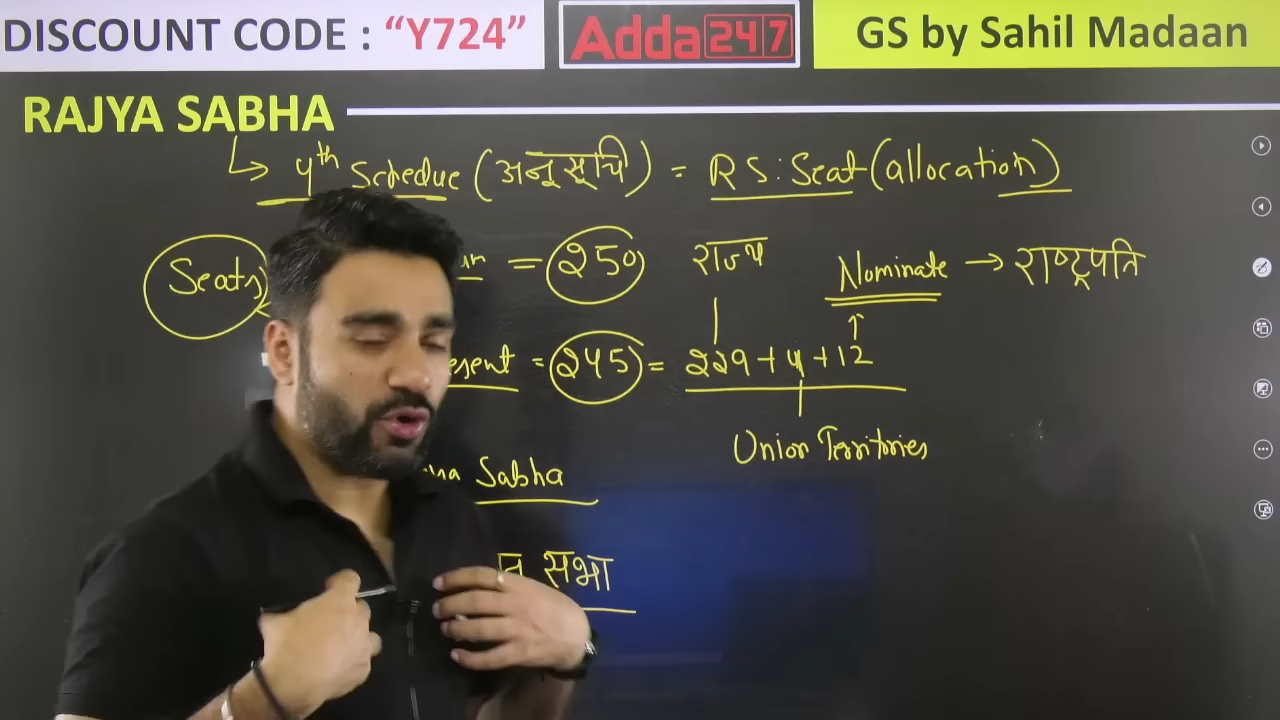 DISCOUNT CODE : “Y724”
Adda247
GS by Sahil Madaan
RAJYA SABHA
4th Schedue (अनूसूचि) = RS: Seat (allocation)
Seats = 250 राज्य Nominate → राष्ट्रपति
= 245 = 229 + 4 + 12
Union Territories
Sabha
सभा